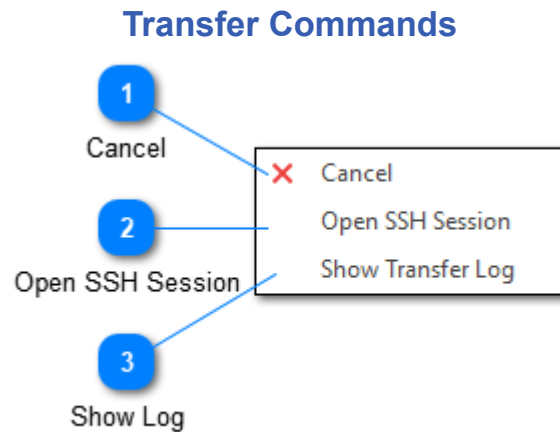 Transfer Commands
1
Cancel
Cancel
2
Open SSH Session
Open SSH Session
Show Transfer Log
3
Show Log